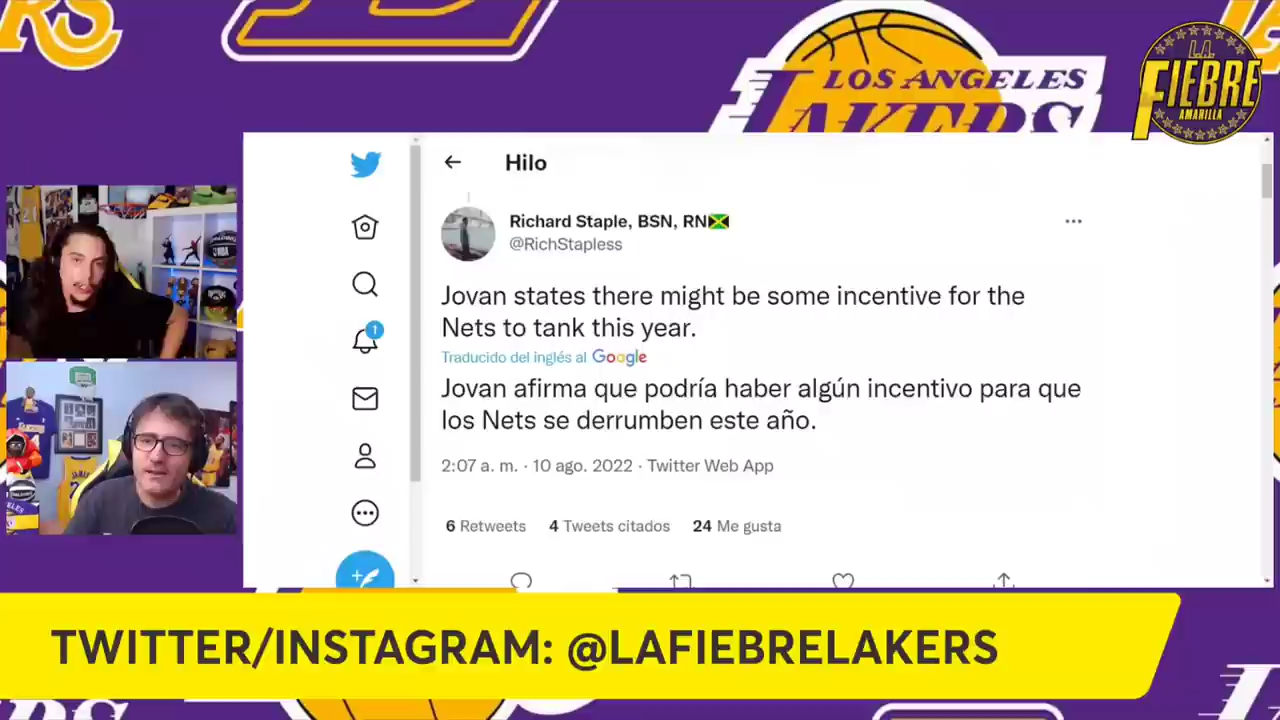 LOS ANGELES
LAKERS
L.A.
FIEBRE
AMARILLA
Hilo
Richard Staple, BSN, RN🇯🇲
@RichStapless
Jovan states there might be some incentive for the
Nets to tank this year.
Traducido del inglés al Google
Jovan afirma que podría haber algún incentivo para que
los Nets se derrumben este año.
2:07 a. m. · 10 ago. 2022 · Twitter Web App
6 Retweets 4 Tweets citados 24 Me gusta
1
TWITTER/INSTAGRAM: @LAFIEBRELAKERS